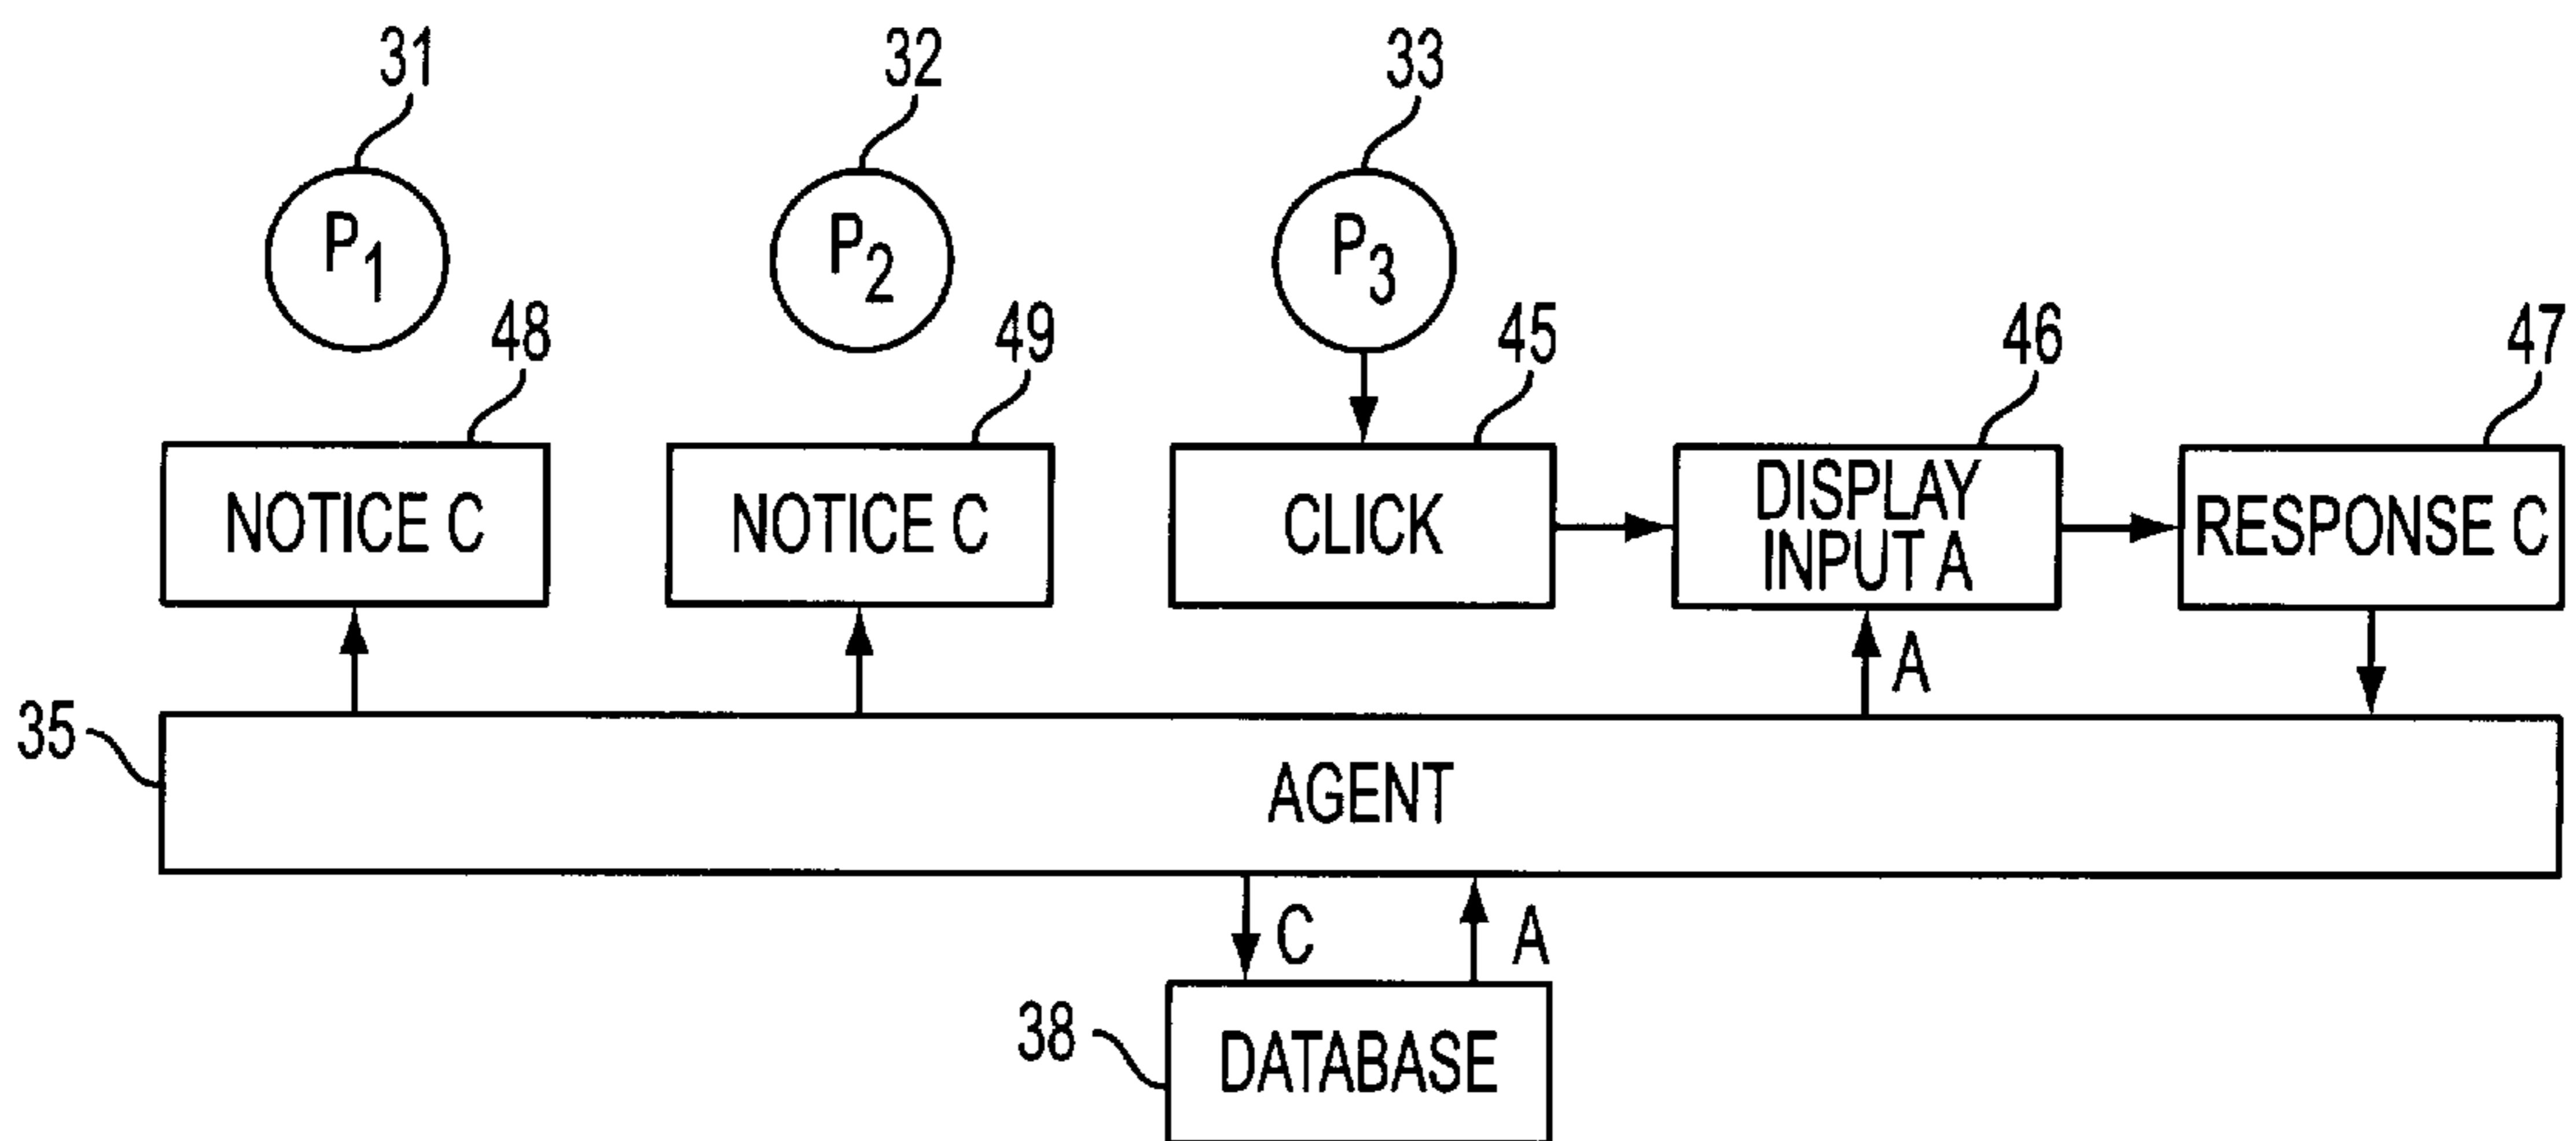 31 32 33
P1 P2 P3
48 49 45 46 47
NOTICE C NOTICE C CLICK DISPLAY INPUT A RESPONSE C
A
35
AGENT
C A
38
DATABASE